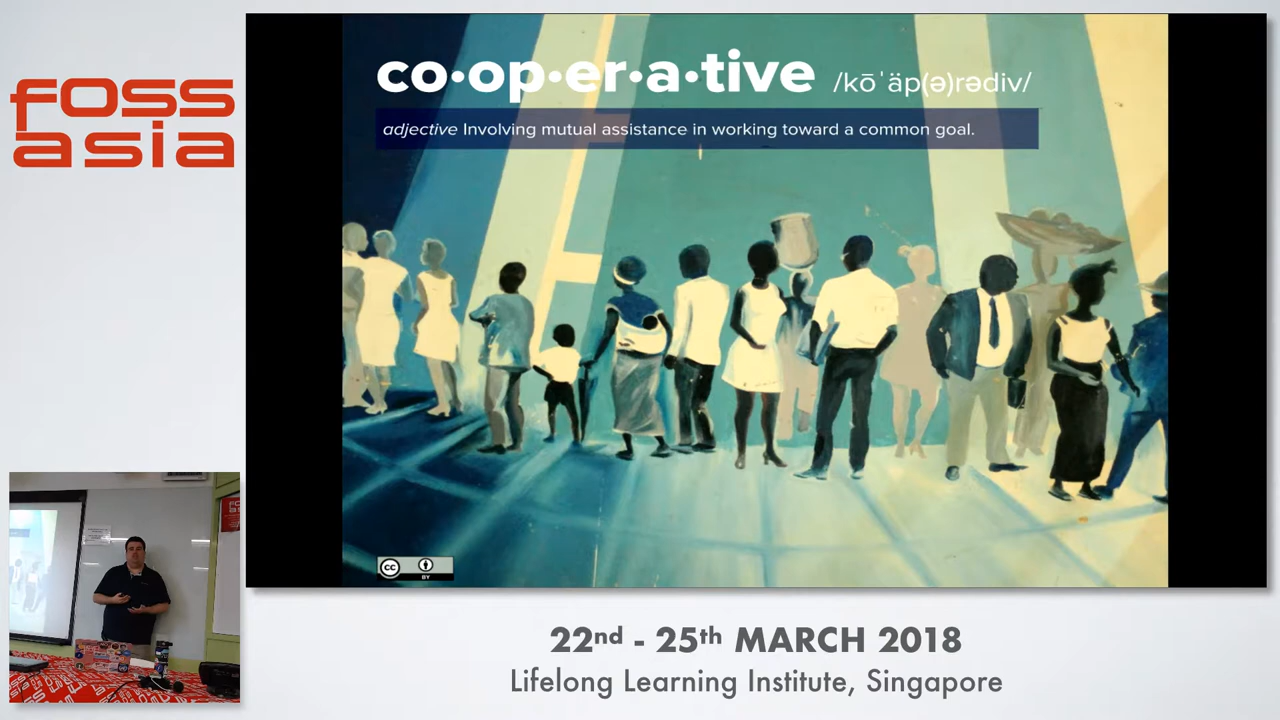 foss
asia
co•op•er•a•tive /kōˈäp(ə)rədiv/
adjective Involving mutual assistance in working toward a common goal.
cc
BY
22nd - 25th MARCH 2018
Lifelong Learning Institute, Singapore